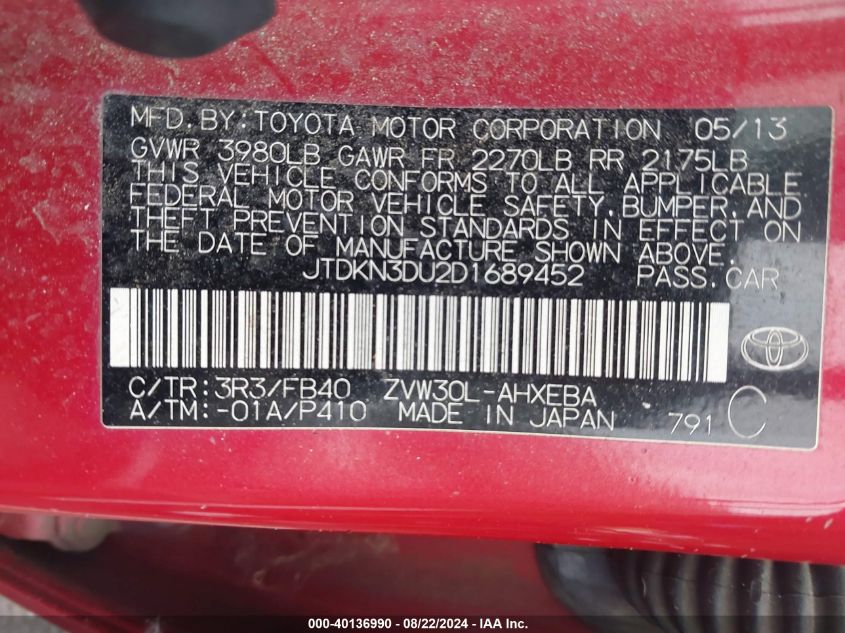 MFD.BY:TOYOTA MOTOR CORPORATION 05/13
GVWR 3980LB GAWR FR 2270LB RR 2175LB
THIS VEHICLE CONFORMS TO ALL APPLICABLE
FEDERAL MOTOR VEHICLE SAFETY,BUMPER,AND
THEFT PREVENTION STANDARDS IN EFFECT ON
THE DATE OF MANUFACTURE SHOWN ABOVE.
JTDKN3DU2D1689452 PASS.CAR
C/TR:3R3/FB40 ZVW30L-AHXEBA
A/TM:-01A/P410 MADE IN JAPAN 791 C
000-40136990 - 08/22/2024 - IAA Inc.